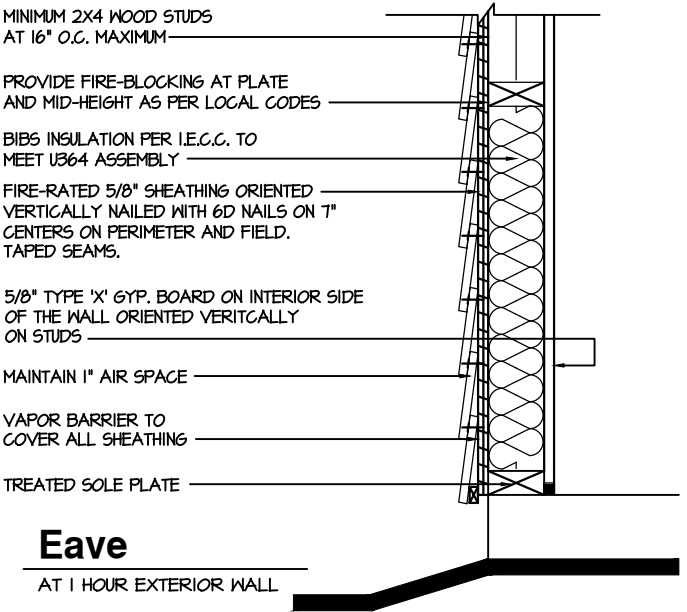 MINIMUM 2X4 WOOD STUDS
AT 16" O.C. MAXIMUM
PROVIDE FIRE-BLOCKING AT PLATE
AND MID-HEIGHT AS PER LOCAL CODES
BIBS INSULATION PER I.E.C.C. TO
MEET U364 ASSEMBLY
FIRE-RATED 5/8" SHEATHING ORIENTED
VERTICALLY NAILED WITH 6D NAILS ON 7"
CENTERS ON PERIMETER AND FIELD.
TAPED SEAMS.
5/8" TYPE 'X' GYP. BOARD ON INTERIOR SIDE
OF THE WALL ORIENTED VERITCALLY
ON STUDS
MAINTAIN 1" AIR SPACE
VAPOR BARRIER TO
COVER ALL SHEATHING
TREATED SOLE PLATE
Eave
AT 1 HOUR EXTERIOR WALL